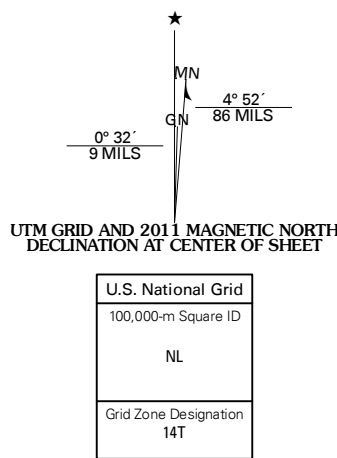 ★
MN
GN
4° 52´
86 MILS
0° 32´
9 MILS
UTM GRID AND 2011 MAGNETIC NORTH
DECLINATION AT CENTER OF SHEET
U.S. National Grid
100,000-m Square ID
NL
Grid Zone Designation
14T